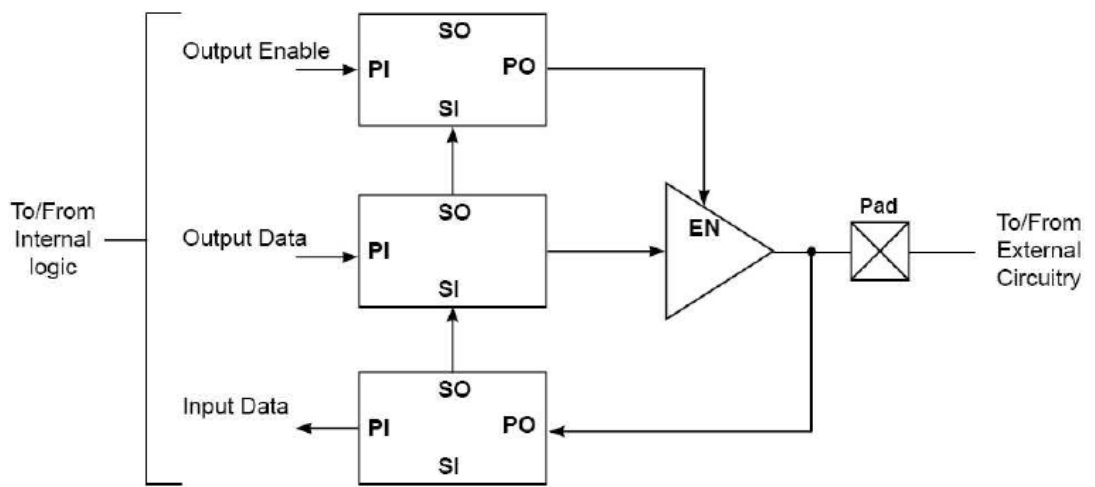 SO
Output Enable
PI
PO
SI
To/From
Internal
logic
SO
Output Data
PI
SI
EN
Pad
To/From
External
Circuitry
SO
Input Data
PI
PO
SI